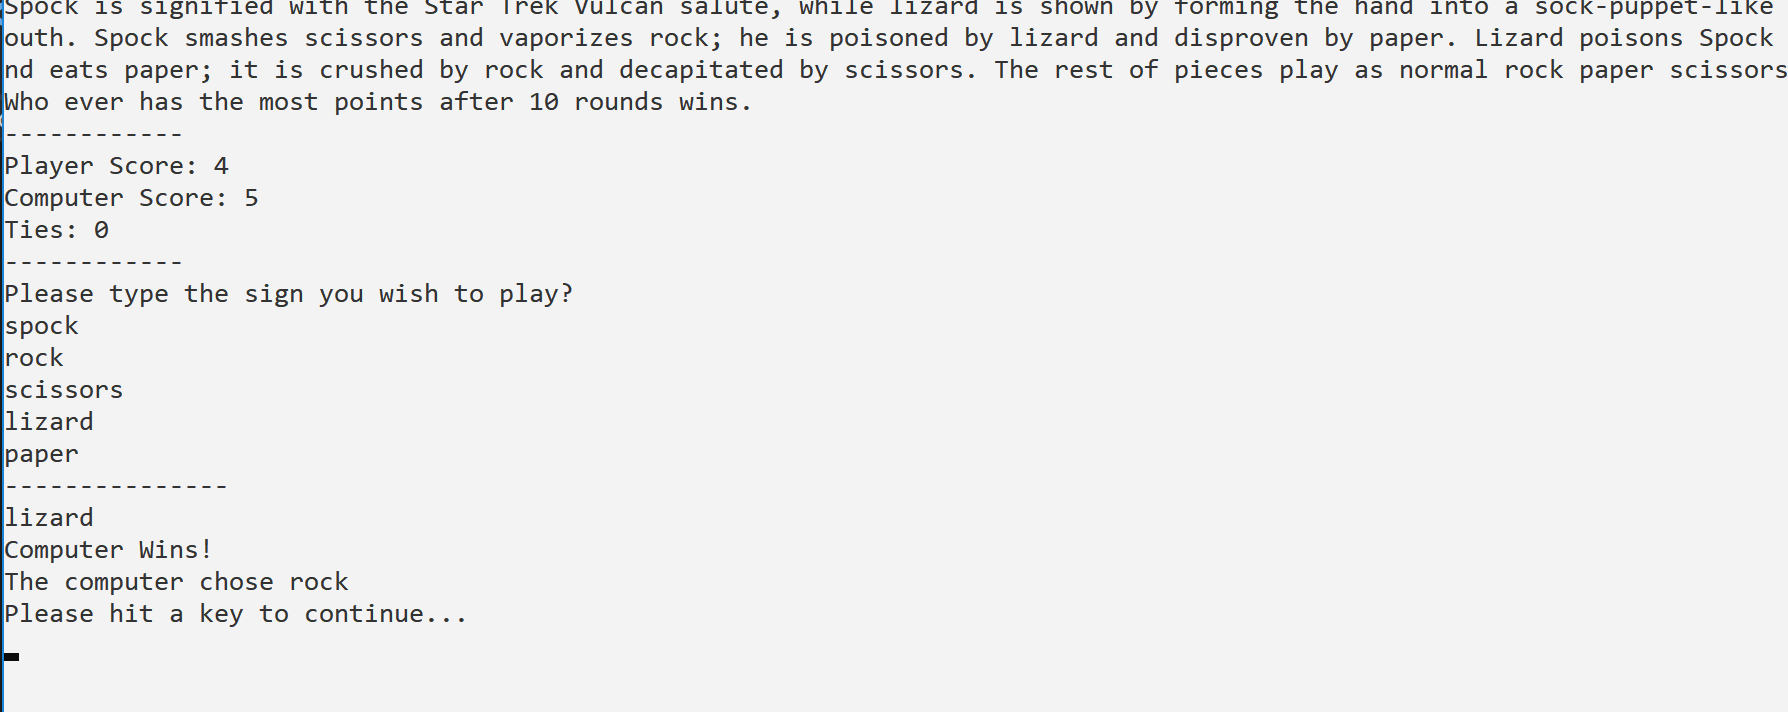 Spock is signified with the Star Trek Vulcan salute, while lizard is shown by forming the hand into a sock-puppet-like
outh. Spock smashes scissors and vaporizes rock; he is poisoned by lizard and disproven by paper. Lizard poisons Spock
nd eats paper; it is crushed by rock and decapitated by scissors. The rest of pieces play as normal rock paper scissors
Who ever has the most points after 10 rounds wins.
------------
Player Score: 4
Computer Score: 5
Ties: 0
------------
Please type the sign you wish to play?
spock
rock
scissors
lizard
paper
---------------
lizard
Computer Wins!
The computer chose rock
Please hit a key to continue...